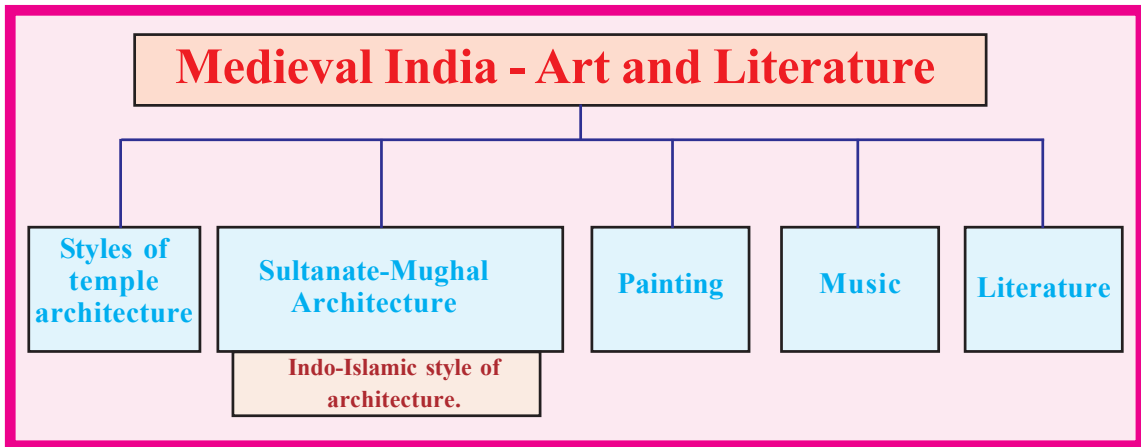 Medieval India - Art and Literature
Styles of
temple
architecture
Sultanate-Mughal
Architecture
Indo-Islamic style of
architecture.
Painting
Music
Literature